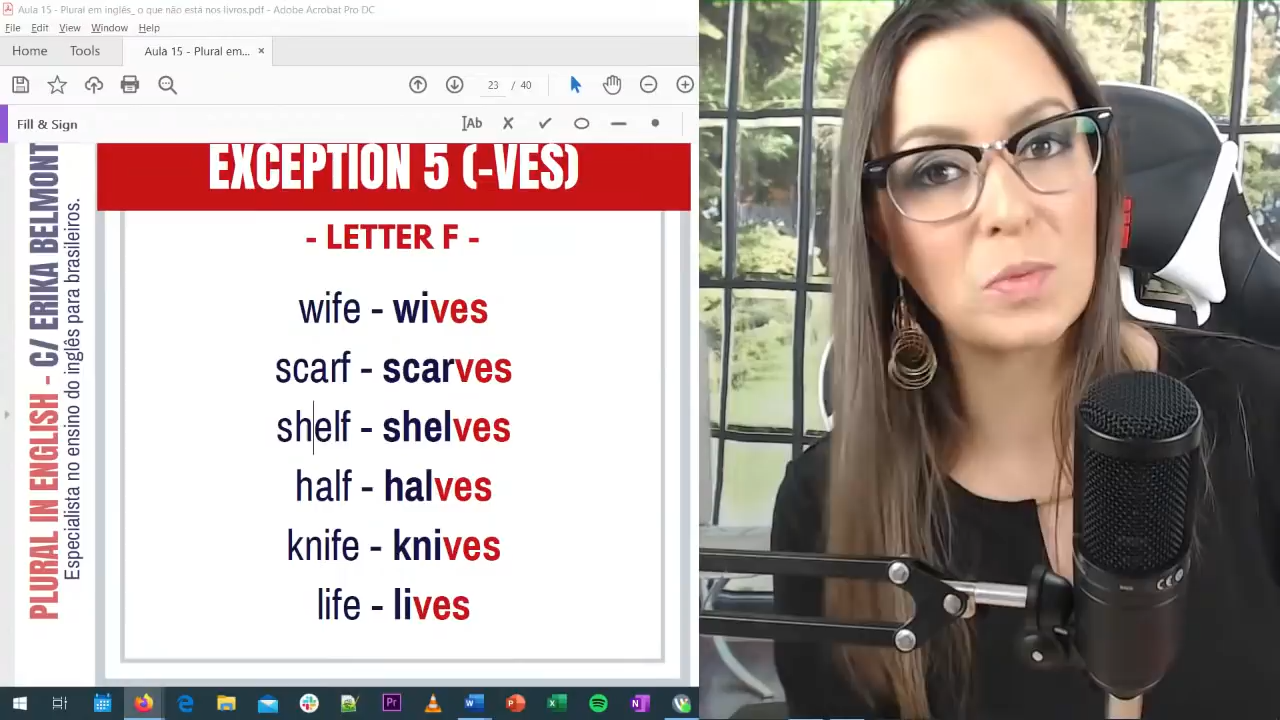 Aula 15 - Plural em inglês_ o que não está nos livros.pdf - Adobe Acrobat Pro DC
File Edit View Window Help
Home Tools Aula 15 - Plural em... ×
23 / 40
Fill & Sign
Ab
PLURAL IN ENGLISH - C/ ERIKA BELMONT
Especialista no ensino do inglês para brasileiros.
EXCEPTION 5 (-VES)
- LETTER F -
wife - wives
scarf - scarves
shelf - shelves
half - halves
knife - knives
life - lives